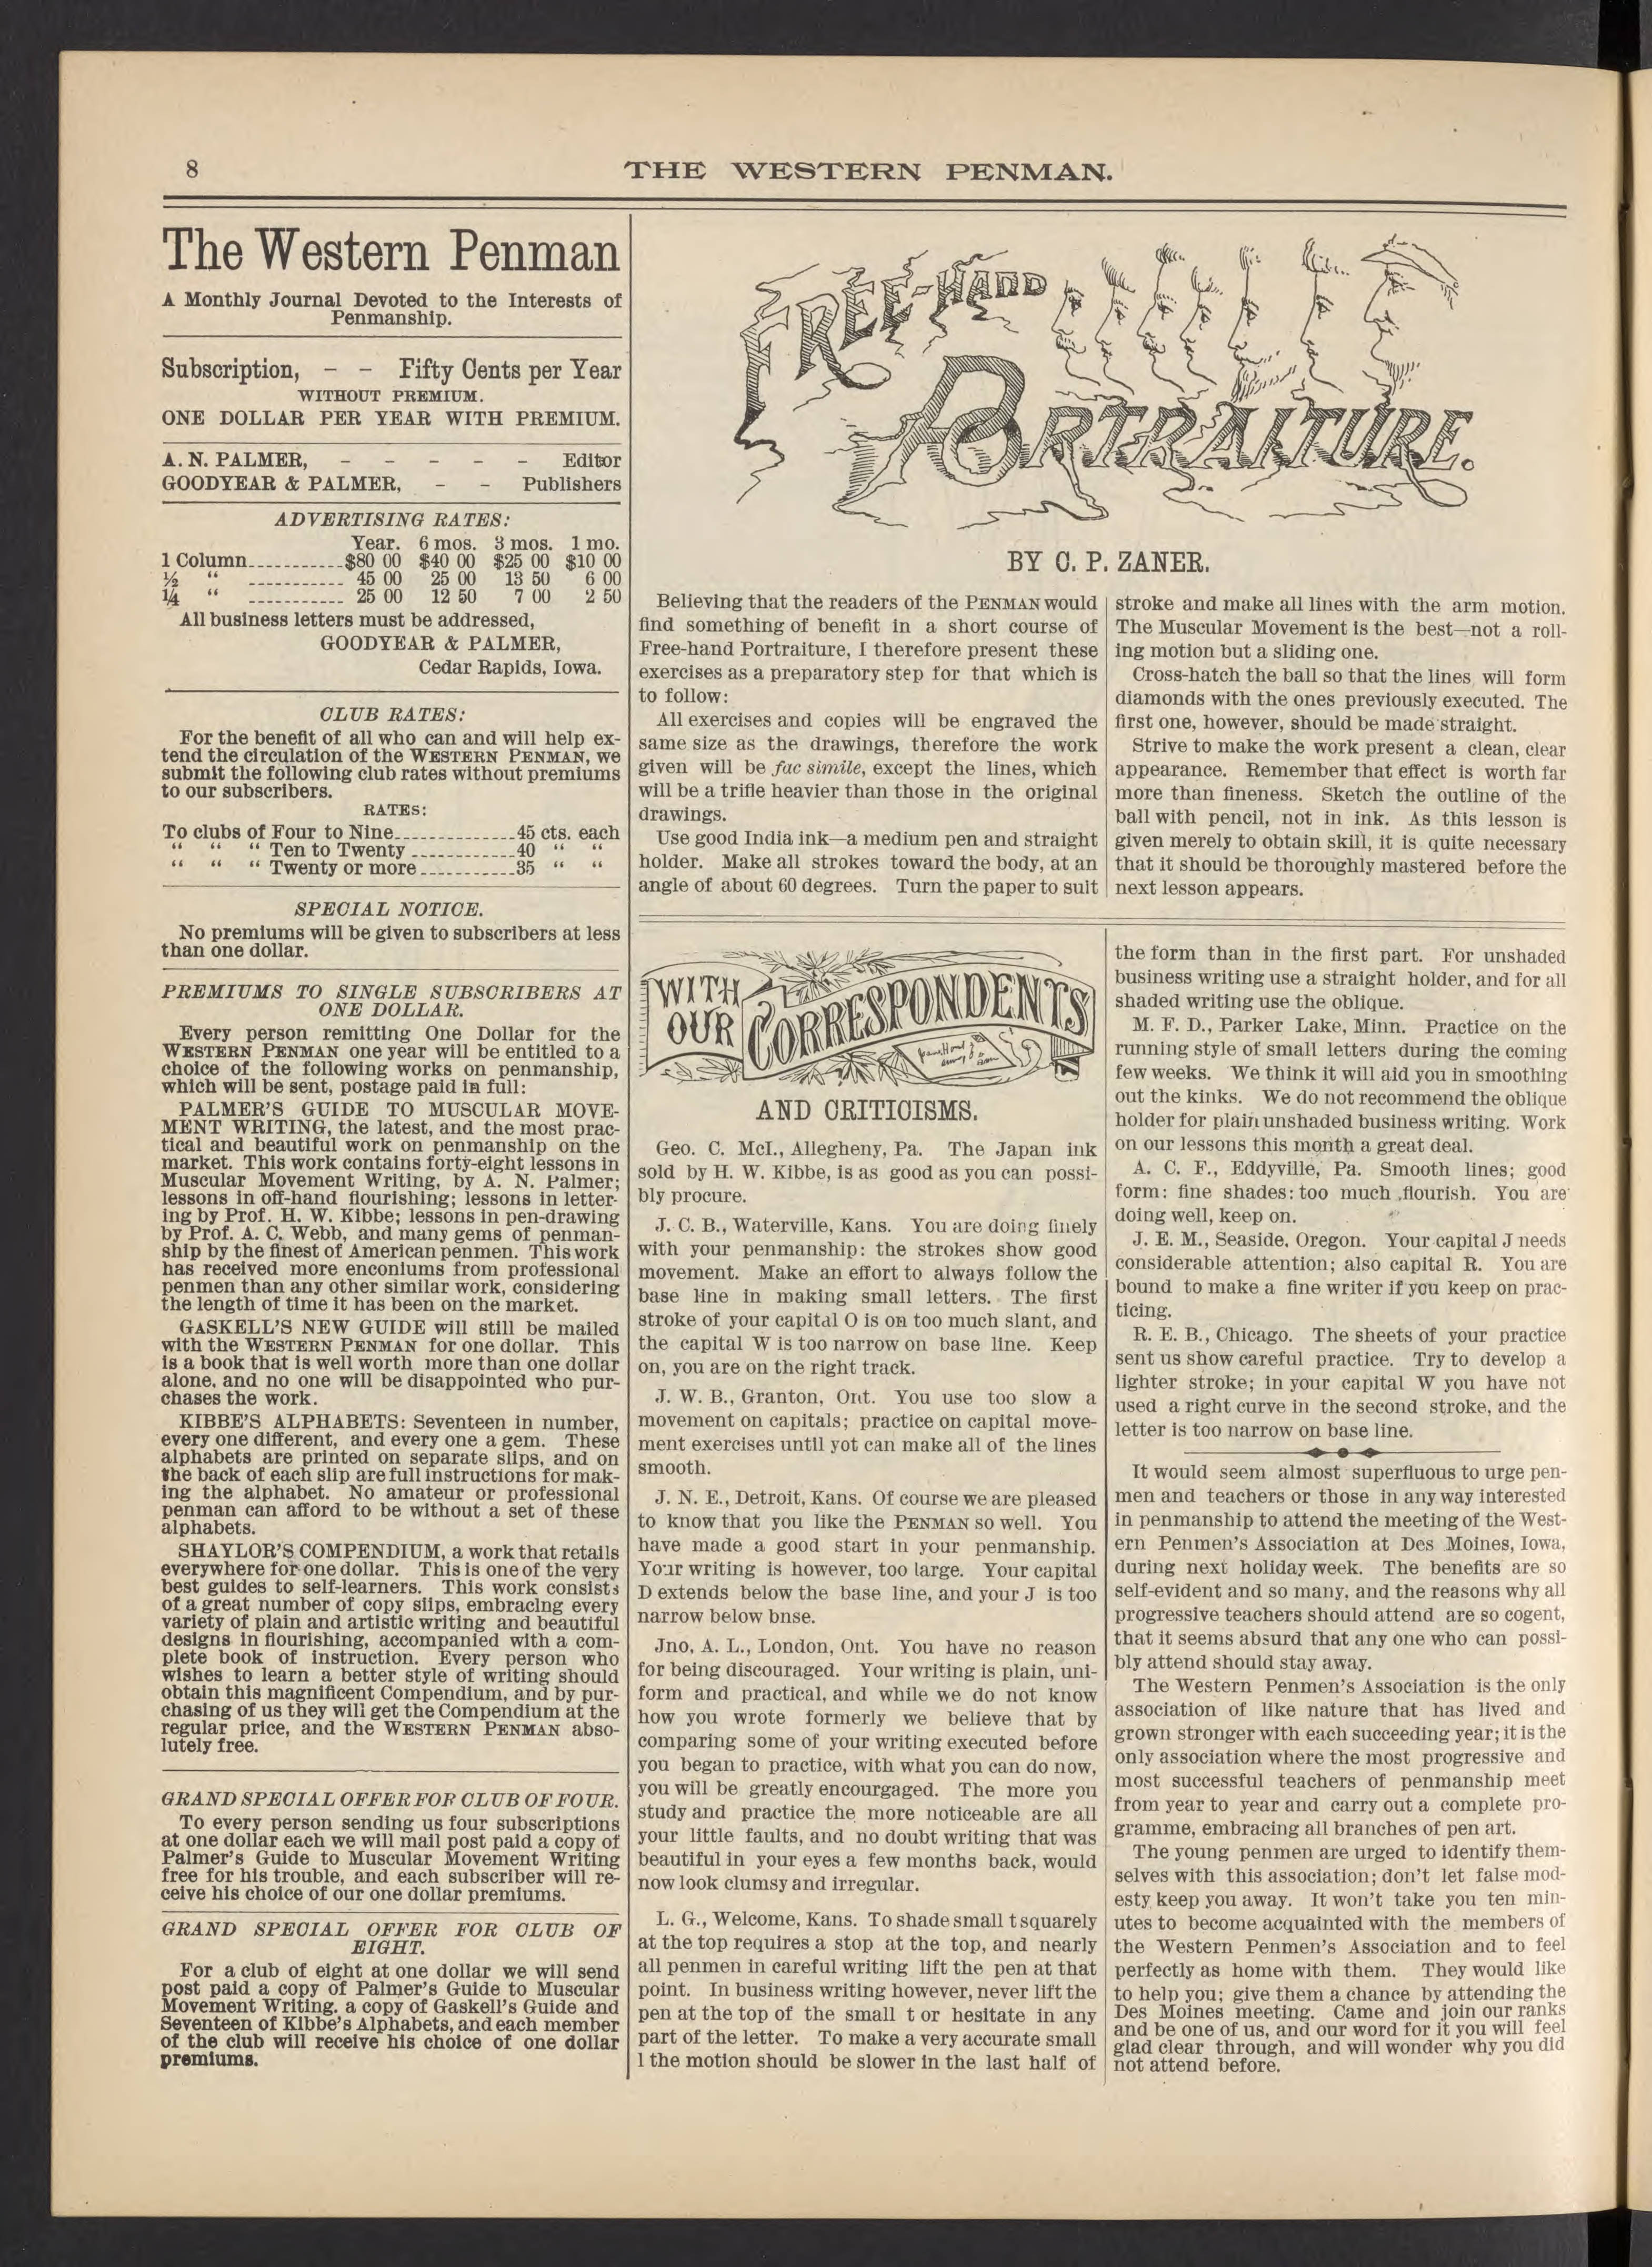 8
THE WESTERN PENMAN.
The Western Penman
A Monthly Journal Devoted to the Interests of
Penmanship.
Subscription, - - Fifty Cents per Year
WITHOUT PREMIUM.
ONE DOLLAR PER YEAR WITH PREMIUM.
A. N. PALMER, - - - - - Editor
GOODYEAR & PALMER, - - Publishers
ADVERTISING RATES:
Year. 6 mos. 3 mos. 1 mo.
1 Column----------$80 00 $40 00 $25 00 $10 00
½ “ ----------- 45 00 25 00 13 50 6 00
¼ “ ----------- 25 00 12 50 7 00 2 50
All business letters must be addressed,
GOODYEAR & PALMER,
Cedar Rapids, Iowa.
CLUB RATES:
For the benefit of all who can and will help ex-
tend the circulation of the WESTERN PENMAN, we
submit the following club rates without premiums
to our subscribers.
RATES:
To clubs of Four to Nine-------------45 cts. each
“ “ “ Ten to Twenty -----------40 “ “
“ “ “ Twenty or more-----------35 “ “
SPECIAL NOTICE.
No premiums will be given to subscribers at less
than one dollar.
PREMIUMS TO SINGLE SUBSCRIBERS AT
ONE DOLLAR.
Every person remitting One Dollar for the
WESTERN PENMAN one year will be entitled to a
choice of the following works on penmanship,
which will be sent, postage paid in full:
PALMER'S GUIDE TO MUSCULAR MOVE-
MENT WRITING, the latest, and the most prac-
tical and beautiful work on penmanship on the
market. This work contains forty-eight lessons in
Muscular Movement Writing, by A. N. Palmer;
lessons in off-hand flourishing; lessons in letter-
ing by Prof. H. W. Kibbe; lessons in pen-drawing
by Prof. A. C. Webb, and many gems of penman-
ship by the finest of American penmen. This work
has received more enconiums from professional
penmen than any other similar work, considering
the length of time it has been on the market.
GASKELL'S NEW GUIDE will still be mailed
with the WESTERN PENMAN for one dollar. This
is a book that is well worth more than one dollar
alone, and no one will be disappointed who pur-
chases the work.
KIBBE'S ALPHABETS: Seventeen in number,
every one different, and every one a gem. These
alphabets are printed on separate slips, and on
the back of each slip are full instructions for mak-
ing the alphabet. No amateur or professional
penman can afford to be without a set of these
alphabets.
SHAYLOR'S COMPENDIUM, a work that retails
everywhere for one dollar. This is one of the very
best guides to self-learners. This work consists
of a great number of copy slips, embracing every
variety of plain and artistic writing and beautiful
designs in flourishing, accompanied with a com-
plete book of instruction. Every person who
wishes to learn a better style of writing should
obtain this magnificent Compendium, and by pur-
chasing of us they will get the Compendium at the
regular price, and the WESTERN PENMAN abso-
lutely free.
GRAND SPECIAL OFFER FOR CLUB OF FOUR.
To every person sending us four subscriptions
at one dollar each we will mail post paid a copy of
Palmer's Guide to Muscular Movement Writing
free for his trouble, and each subscriber will re-
ceive his choice of our one dollar premiums.
GRAND SPECIAL OFFER FOR CLUB OF
EIGHT.
For a club of eight at one dollar we will send
post paid a copy of Palmer's Guide to Muscular
Movement Writing. a copy of Gaskell's Guide and
Seventeen of Kibbe's Alphabets, and each member
of the club will receive his choice of one dollar
premiums.
FREE-HAND
PORTRAITURE.
BY C. P. ZANER.
Believing that the readers of the PENMAN would
find something of benefit in a short course of
Free-hand Portraiture, I therefore present these
exercises as a preparatory step for that which is
to follow:
All exercises and copies will be engraved the
same size as the drawings, therefore the work
given will be fac simile, except the lines, which
will be a trifle heavier than those in the original
drawings.
Use good India ink—a medium pen and straight
holder. Make all strokes toward the body, at an
angle of about 60 degrees. Turn the paper to suit
stroke and make all lines with the arm motion.
The Muscular Movement is the best—not a roll-
ing motion but a sliding one.
Cross-hatch the ball so that the lines will form
diamonds with the ones previously executed. The
first one, however, should be made straight.
Strive to make the work present a clean, clear
appearance. Remember that effect is worth far
more than fineness. Sketch the outline of the
ball with pencil, not in ink. As this lesson is
given merely to obtain skill, it is quite necessary
that it should be thoroughly mastered before the
next lesson appears.
WITH
OUR
CORRESPONDENTS
AND CRITICISMS.
Geo. C. McI., Allegheny, Pa. The Japan ink
sold by H. W. Kibbe, is as good as you can possi-
bly procure.
J. C. B., Waterville, Kans. You are doing finely
with your penmanship: the strokes show good
movement. Make an effort to always follow the
base line in making small letters. The first
stroke of your capital O is on too much slant, and
the capital W is too narrow on base line. Keep
on, you are on the right track.
J. W. B., Granton, Ont. You use too slow a
movement on capitals; practice on capital move-
ment exercises until yot can make all of the lines
smooth.
J. N. E., Detroit, Kans. Of course we are pleased
to know that you like the PENMAN so well. You
have made a good start in your penmanship.
Your writing is however, too large. Your capital
D extends below the base line, and your J is too
narrow below bnse.
Jno, A. L., London, Ont. You have no reason
for being discouraged. Your writing is plain, uni-
form and practical, and while we do not know
how you wrote formerly we believe that by
comparing some of your writing executed before
you began to practice, with what you can do now,
you will be greatly encourgaged. The more you
study and practice the more noticeable are all
your little faults, and no doubt writing that was
beautiful in your eyes a few months back, would
now look clumsy and irregular.
L. G., Welcome, Kans. To shade small t squarely
at the top requires a stop at the top, and nearly
all penmen in careful writing lift the pen at that
point. In business writing however, never lift the
pen at the top of the small t or hesitate in any
part of the letter. To make a very accurate small
l the motion should be slower in the last half of
the form than in the first part. For unshaded
business writing use a straight holder, and for all
shaded writing use the oblique.
M. F. D., Parker Lake, Minn. Practice on the
running style of small letters during the coming
few weeks. We think it will aid you in smoothing
out the kinks. We do not recommend the oblique
holder for plain unshaded business writing. Work
on our lessons this month a great deal.
A. C. F., Eddyville, Pa. Smooth lines; good
form: fine shades: too much flourish. You are
doing well, keep on.
J. E. M., Seaside, Oregon. Your capital J needs
considerable attention; also capital R. You are
bound to make a fine writer if you keep on prac-
ticing.
R. E. B., Chicago. The sheets of your practice
sent us show careful practice. Try to develop a
lighter stroke; in your capital W you have not
used a right curve in the second stroke, and the
letter is too narrow on base line.
It would seem almost superfluous to urge pen-
men and teachers or those in any way interested
in penmanship to attend the meeting of the West-
ern Penmen's Association at Des Moines, Iowa,
during next holiday week. The benefits are so
self-evident and so many, and the reasons why all
progressive teachers should attend are so cogent,
that it seems absurd that any one who can possi-
bly attend should stay away.
The Western Penmen's Association is the only
association of like nature that has lived and
grown stronger with each succeeding year; it is the
only association where the most progressive and
most successful teachers of penmanship meet
from year to year and carry out a complete pro-
gramme, embracing all branches of pen art.
The young penmen are urged to identify them-
selves with this association; don't let false mod-
esty keep you away. It won't take you ten min-
utes to become acquainted with the members of
the Western Penmen's Association and to feel
perfectly as home with them. They would like
to help you; give them a chance by attending the
Des Moines meeting. Came and join our ranks
and be one of us, and our word for it you will feel
glad clear through, and will wonder why you did
not attend before.